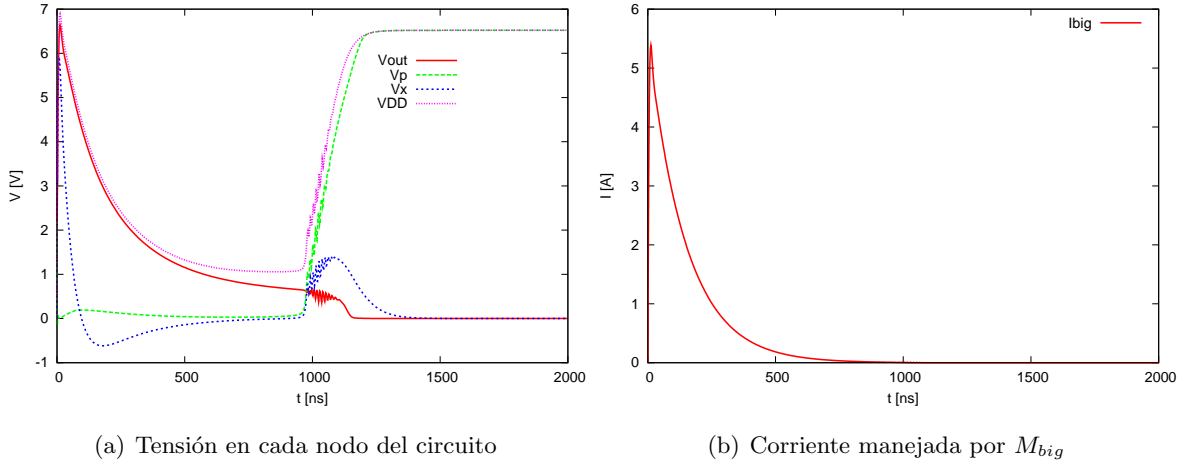 7
6
5
4
3
2
1
0
-1
V [V]
0
500
1000
1500
2000
t [ns]
Vout
Vp
Vx
VDD
(a) Tensión en cada nodo del circuito
6
5
4
3
2
1
0
I [A]
0
500
1000
1500
2000
t [ns]
Ibig
(b) Corriente manejada por M_{big}